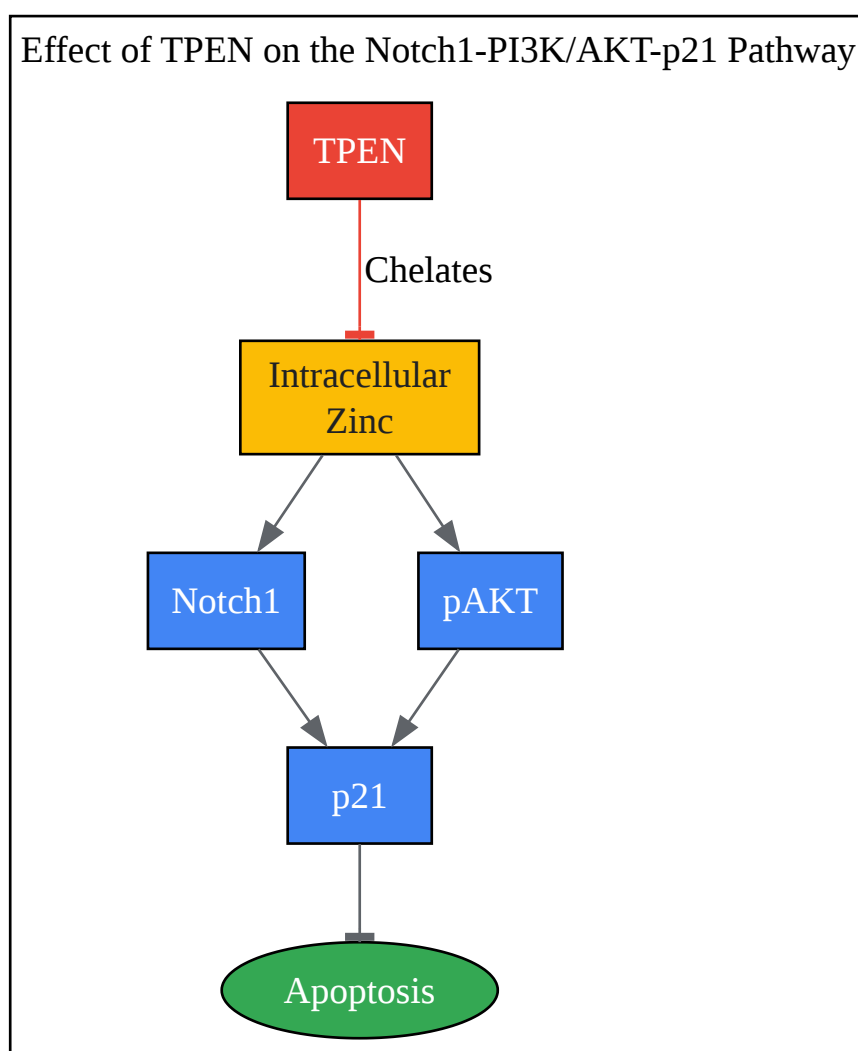 Effect of TPEN on the Notch1-PI3K/AKT-p21 Pathway
TPEN
Chelates
Intracellular
Zinc
Notch1
pAKT
p21
Apoptosis